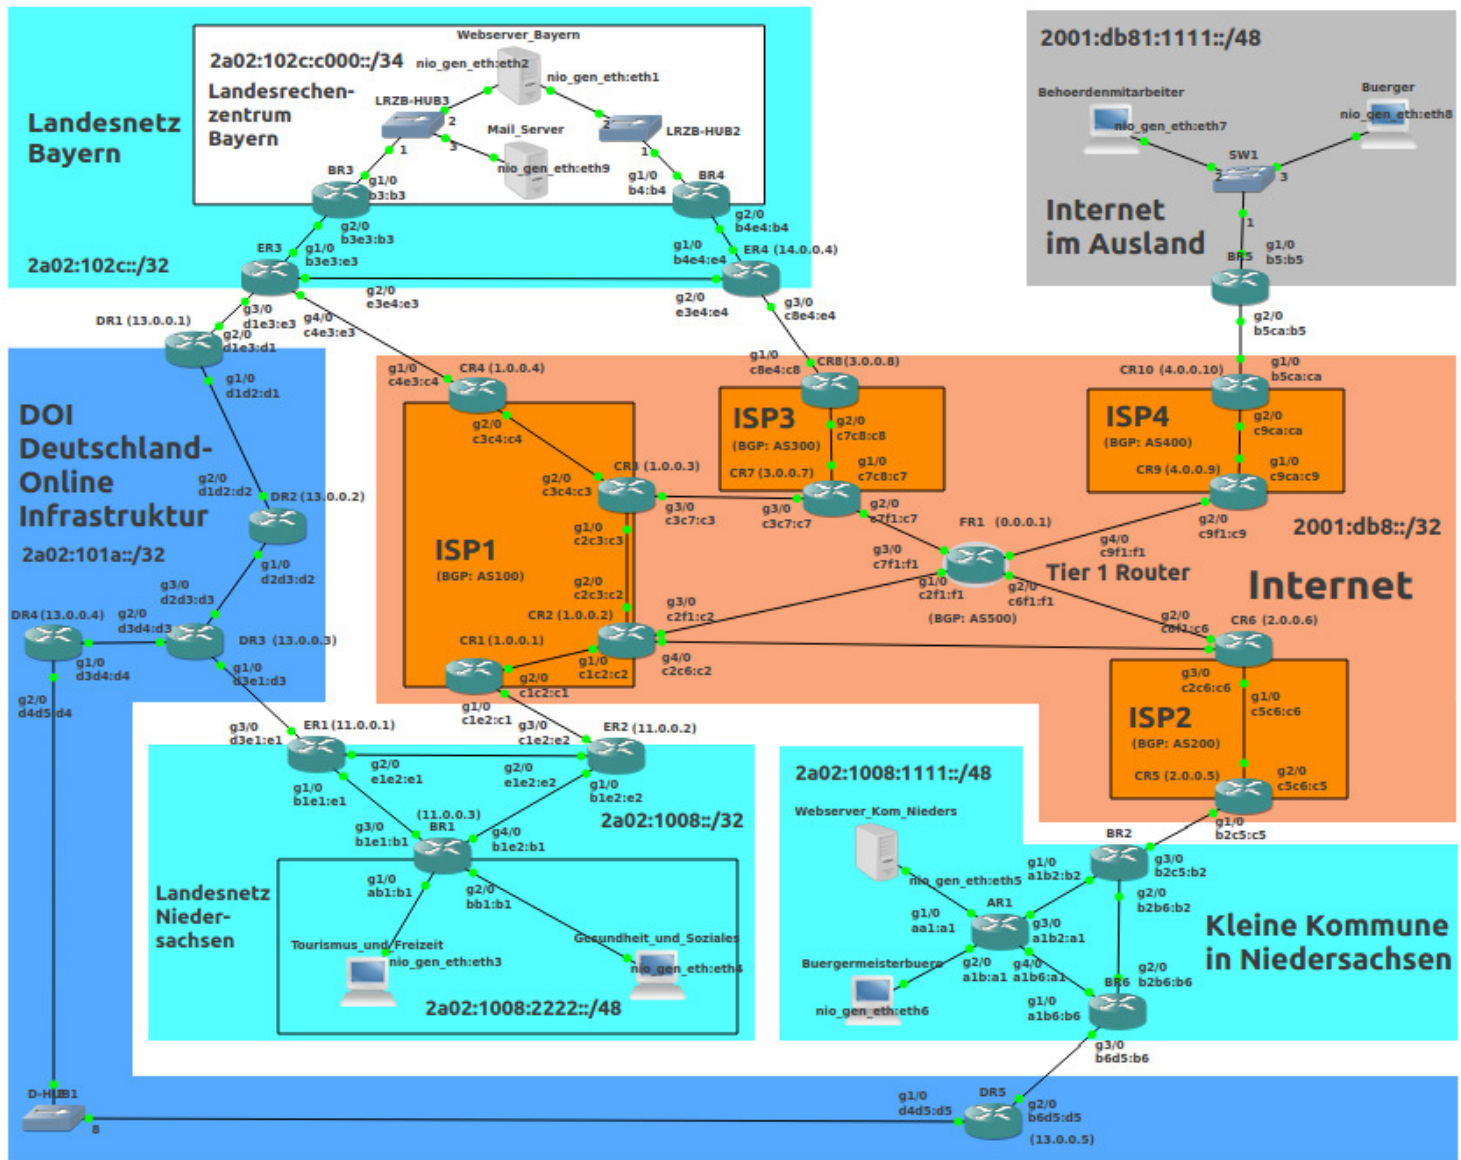 Webserver_Bayern
2a02:102c:c000::/34
nio_gen_eth:eth2
nio_gen_eth:eth1
Landesrechen-
zentrum
Bayern
LRZB-HUB3
2
1
3
Mail_Server
nio_gen_eth:eth9
2
LRZB-HUB2
1
Landesnetz
Bayern
BR3
g1/0
b3:b3
g1/0
b4:b4
BR4
g2/0
b3e3:b3
g2/0
b4e4:b4
ER3
g1/0
b3e3:e3
g1/0
b4e4:e4
ER4 (14.0.0.4)
2a02:102c::/32
g2/0
e3e4:e3
g2/0
e3e4:e4
g3/0
c8e4:e4
g3/0
d1e3:e3
g4/0
c4e3:e3
2001:db81:1111::/48
Behoerdenmitarbeiter
nio_gen_eth:eth7
Buerger
nio_gen_eth:eth8
SW1
2
3
1
Internet
im Ausland
g1/0
b5:b5
BR5
g2/0
b5ca:b5
DR1 (13.0.0.1)
g2/0
d1e3:d1
g1/0
d1d2:d1
DOI
Deutschland-
Online
Infrastruktur
2a02:101a::/32
g2/0
d1d2:d2
DR2 (13.0.0.2)
g1/0
d2d3:d2
g3/0
d2d3:d3
DR4 (13.0.0.4)
g2/0
d3d4:d3
DR3 (13.0.0.3)
g1/0
d3d4:d4
g1/0
d3e1:d3
g2/0
d4d5:d4
g1/0
c4e3:c4
CR4 (1.0.0.4)
g2/0
c3c4:c4
g2/0
c3c4:c3
CR3 (1.0.0.3)
g3/0
c3c7:c3
g1/0
c2c3:c3
ISP1
(BGP: AS100)
g2/0
c2c3:c2
CR2 (1.0.0.2)
g3/0
c2f1:c2
CR1 (1.0.0.1)
g1/0
c1c2:c2
g4/0
c2c6:c2
g2/0
c1c2:c1
g1/0
c1e2:c1
g1/0
c8e4:c8
CR8(3.0.0.8)
ISP3
(BGP: AS300)
g2/0
c7c8:c8
CR7 (3.0.0.7)
g1/0
c7c8:c7
g3/0
c3c7:c7
g2/0
c7f1:c7
FR1 (0.0.0.1)
g3/0
c7f1:f1
g4/0
c9f1:f1
g1/0
c2f1:f1
g2/0
c6f1:f1
Tier 1 Router
(BGP: AS500)
CR10 (4.0.0.10)
g1/0
b5ca:ca
ISP4
(BGP: AS400)
g2/0
c9ca:ca
CR9 (4.0.0.9)
g1/0
c9ca:c9
g2/0
c9f1:c9
2001:db8::/32
Internet
g2/0
c6f1:c6
CR6 (2.0.0.6)
g3/0
c2c6:c6
g1/0
c5c6:c6
ISP2
(BGP: AS200)
CR5 (2.0.0.5)
g2/0
c5c6:c5
g1/0
b2c5:c5
g3/0
d3e1:e1
ER1 (11.0.0.1)
g3/0
c1e2:e2
ER2 (11.0.0.2)
g2/0
e1e2:e1
g2/0
e1e2:e2
g1/0
b1e1:e1
g1/0
b1e2:e2
2a02:1008::/32
(11.0.0.3)
BR1
g3/0
b1e1:b1
g4/0
b1e2:b1
g1/0
ab1:b1
g2/0
bb1:b1
Landesnetz
Nieder-
sachsen
Tourismus_und_Freizeit
nio_gen_eth:eth3
Gesundheit_und_Soziales
nio_gen_eth:eth4
2a02:1008:2222::/48
2a02:1008:1111::/48
Webserver_Kom_Nieders
nio_gen_eth:eth5
BR2
g1/0
a1b2:b2
g3/0
b2c5:b2
g2/0
b2b6:b2
AR1
g1/0
aa1:a1
g3/0
a1b2:a1
Buergermeisterbuero
g2/0
a1b:a1
g4/0
a1b6:a1
nio_gen_eth:eth6
g2/0
b2b6:b6
BR6
g1/0
a1b6:b6
g3/0
b6d5:b6
Kleine Kommune
in Niedersachsen
D-HUB1
8
g1/0
d4d5:d5
DR5
g2/0
b6d5:d5
(13.0.0.5)